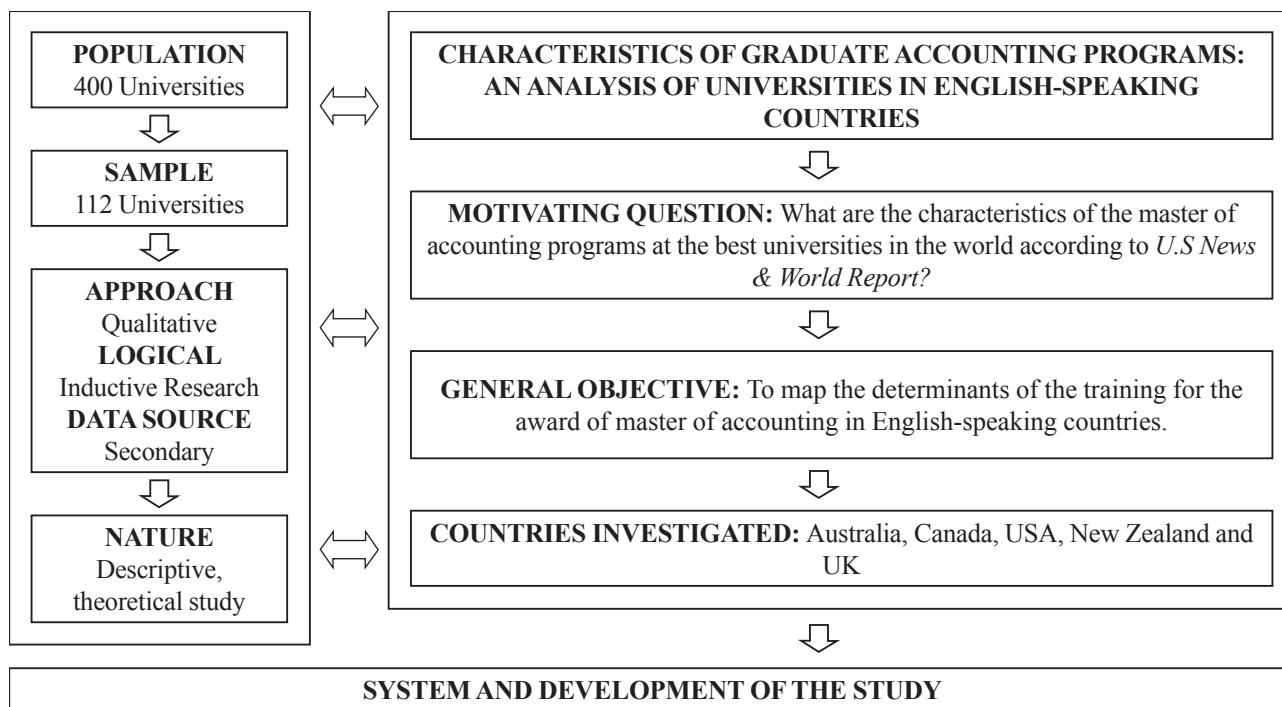 POPULATION
400 Universities
SAMPLE
112 Universities
APPROACH
Qualitative
LOGICAL
Inductive Research
DATA SOURCE
Secondary
NATURE
Descriptive,
theoretical study
CHARACTERISTICS OF GRADUATE ACCOUNTING PROGRAMS:
AN ANALYSIS OF UNIVERSITIES IN ENGLISH-SPEAKING
COUNTRIES
MOTIVATING QUESTION: What are the characteristics of the master of
accounting programs at the best universities in the world according to U.S News
& World Report?
GENERAL OBJECTIVE: To map the determinants of the training for the
award of master of accounting in English-speaking countries.
COUNTRIES INVESTIGATED: Australia, Canada, USA, New Zealand and
UK
SYSTEM AND DEVELOPMENT OF THE STUDY